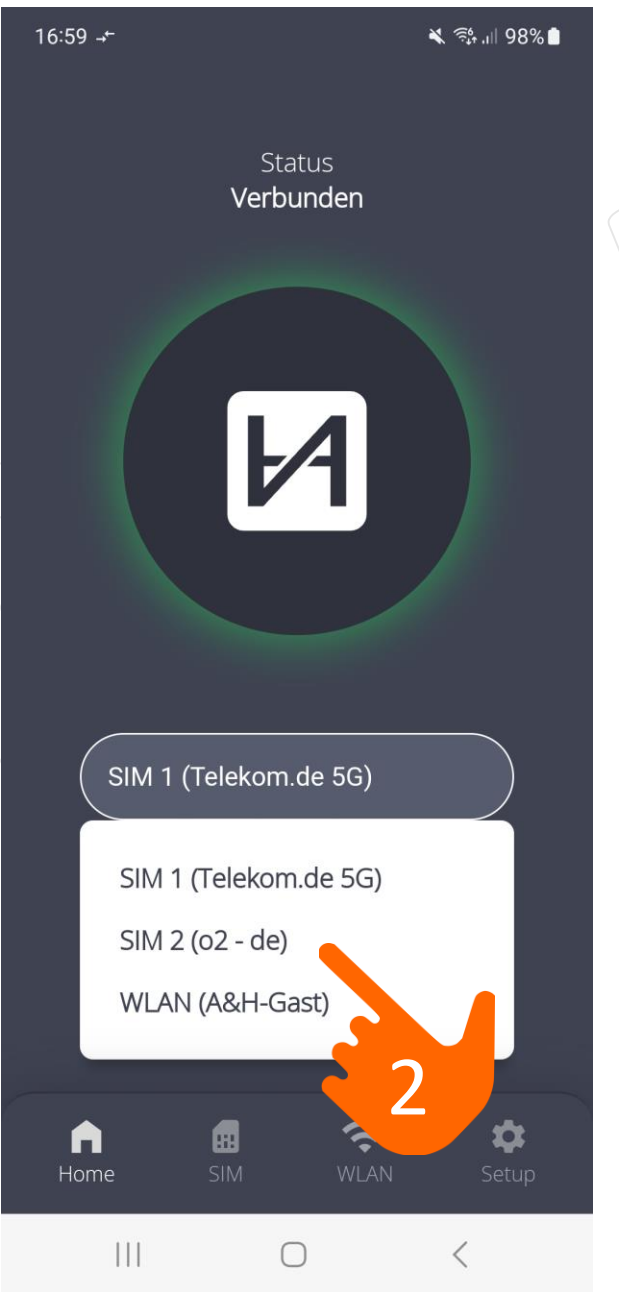 16:59
98%
Status
Verbunden
SIM 1 (Telekom.de 5G)
SIM 1 (Telekom.de 5G)
SIM 2 (o2 - de)
WLAN (A&H-Gast)
2
Home SIM WLAN Setup